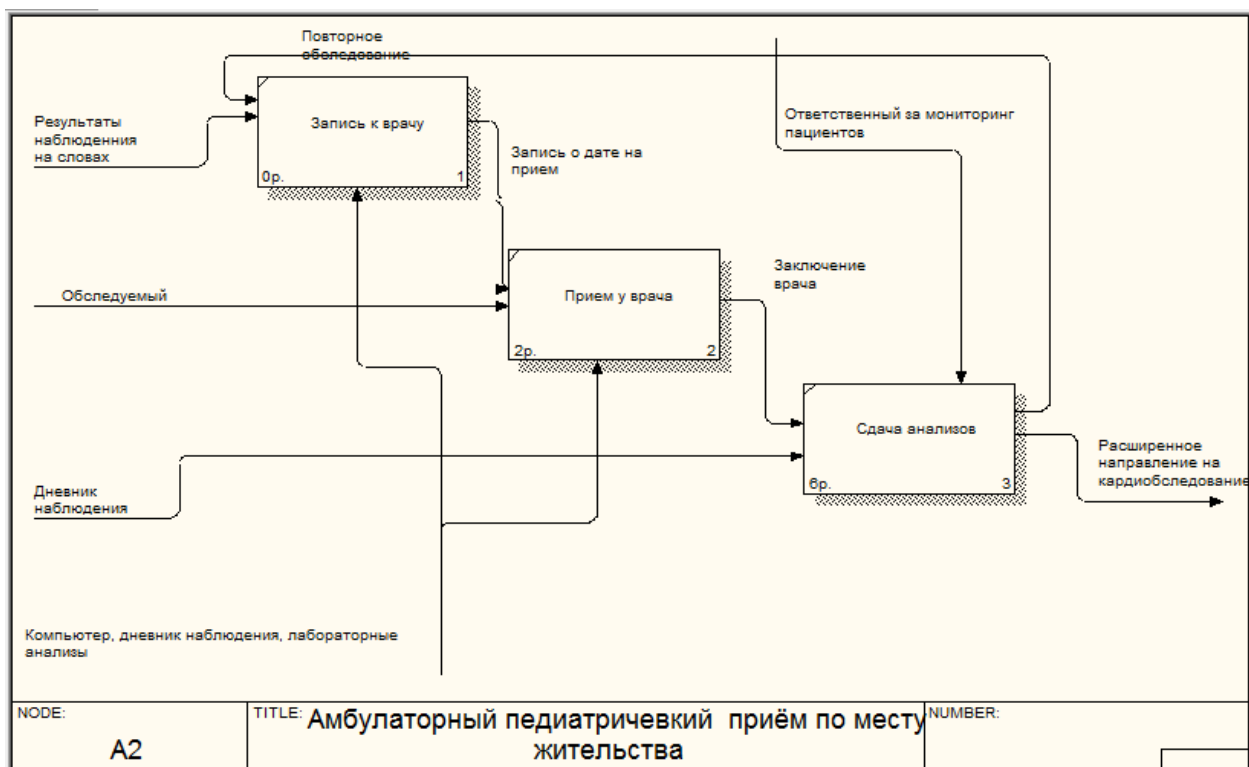 Повторное
оболедование
Ответственный за мониторинг
пациентов
Результаты
наблюденния
на словах
Запись к врачу
0р.
1
Запись о дате на
прием
Обследуемый
Прием у врача
2р.
2
Заключение
врача
Сдача анализов
6р.
3
Расширенное
направление на
кардиобследование
Дневник
наблюдения
Компьютер, дневник наблюдения, лабораторные
анализы
NODE:
A2
TITLE:
Амбулаторный педиатричевкий приём по месту
жительства
NUMBER: